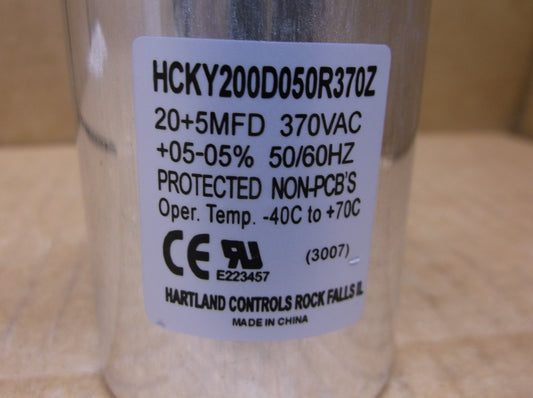 HCKY200D050R370Z
20+5MFD 370VAC
+05-05% 50/60HZ
PROTECTED NON-PCB'S
Oper. Temp. -40C to +70C
CE RU (3007)
E223457
HARTLAND CONTROLS ROCK FALLS IL
MADE IN CHINA